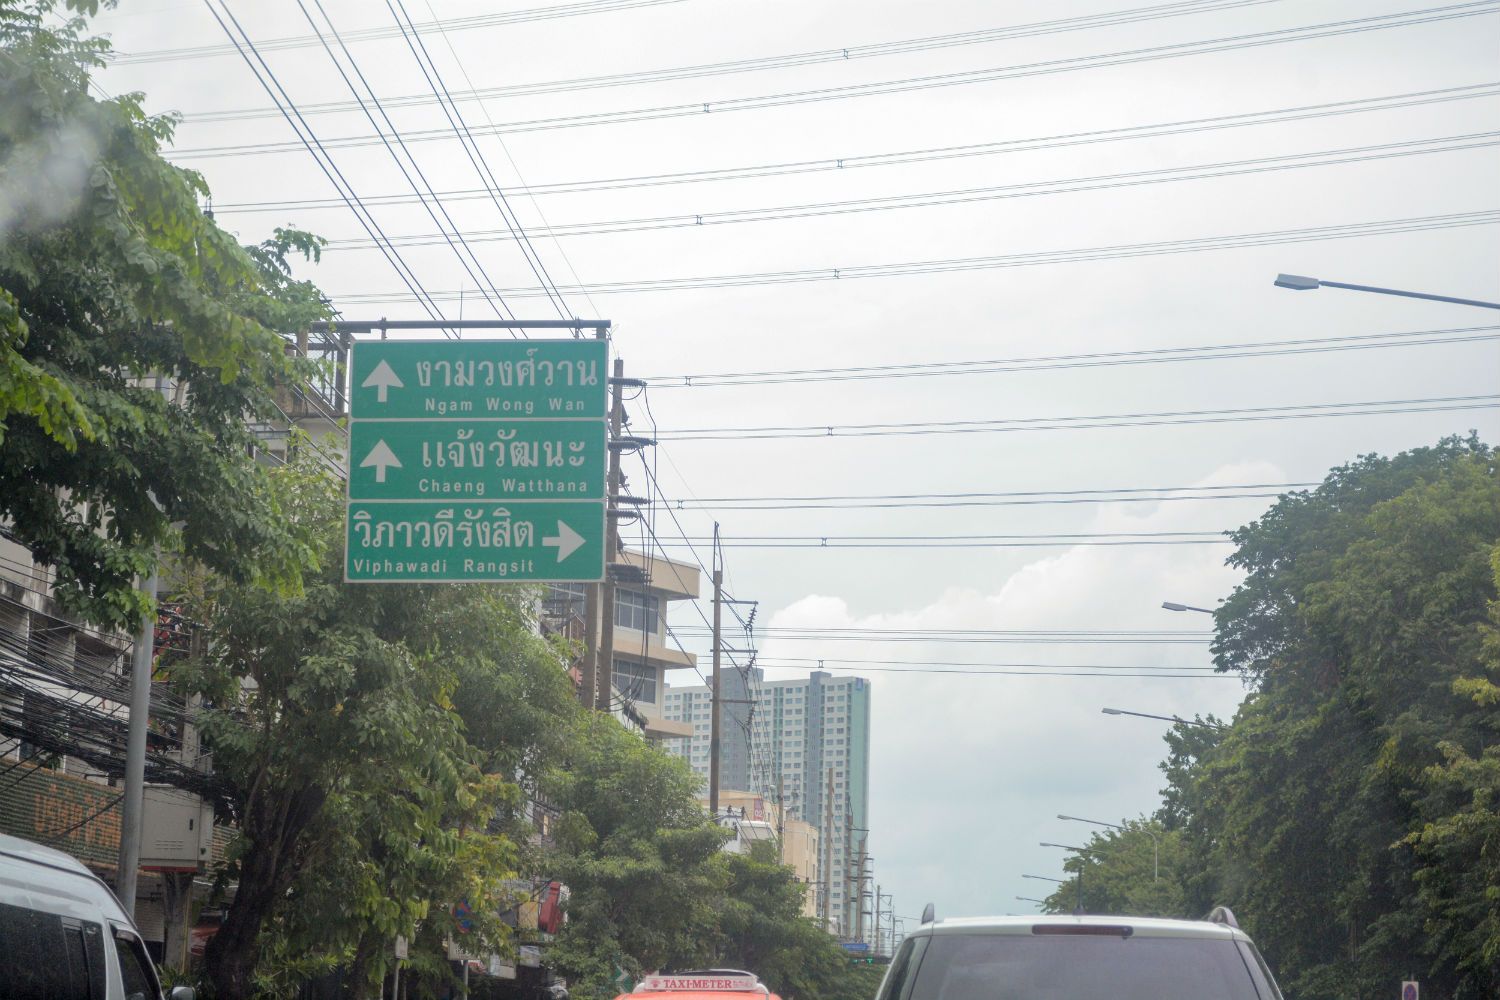 งามวงศ์วาน
Ngam Wong Wan
แจ้งวัฒนะ
Chaeng Watthana
วิภาวดีรังสิต
Viphawadi Rangsit
TAXI-METER